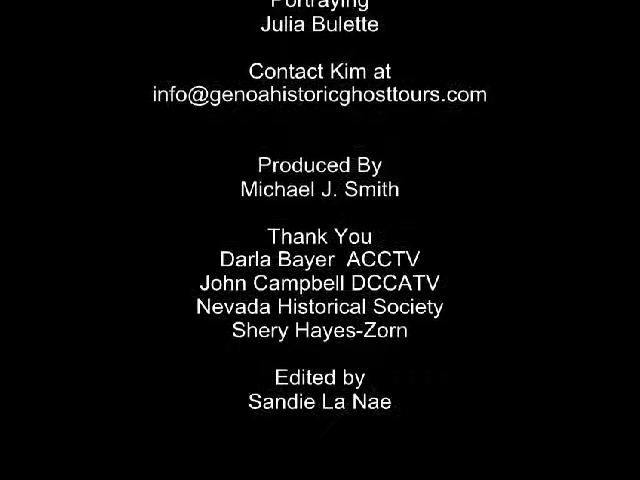 Portraying
Julia Bulette
Contact Kim at
info@genoahistoricghosttours.com
Produced By
Michael J. Smith
Thank You
Darla Bayer ACCTV
John Campbell DCCATV
Nevada Historical Society
Shery Hayes-Zorn
Edited by
Sandie La Nae